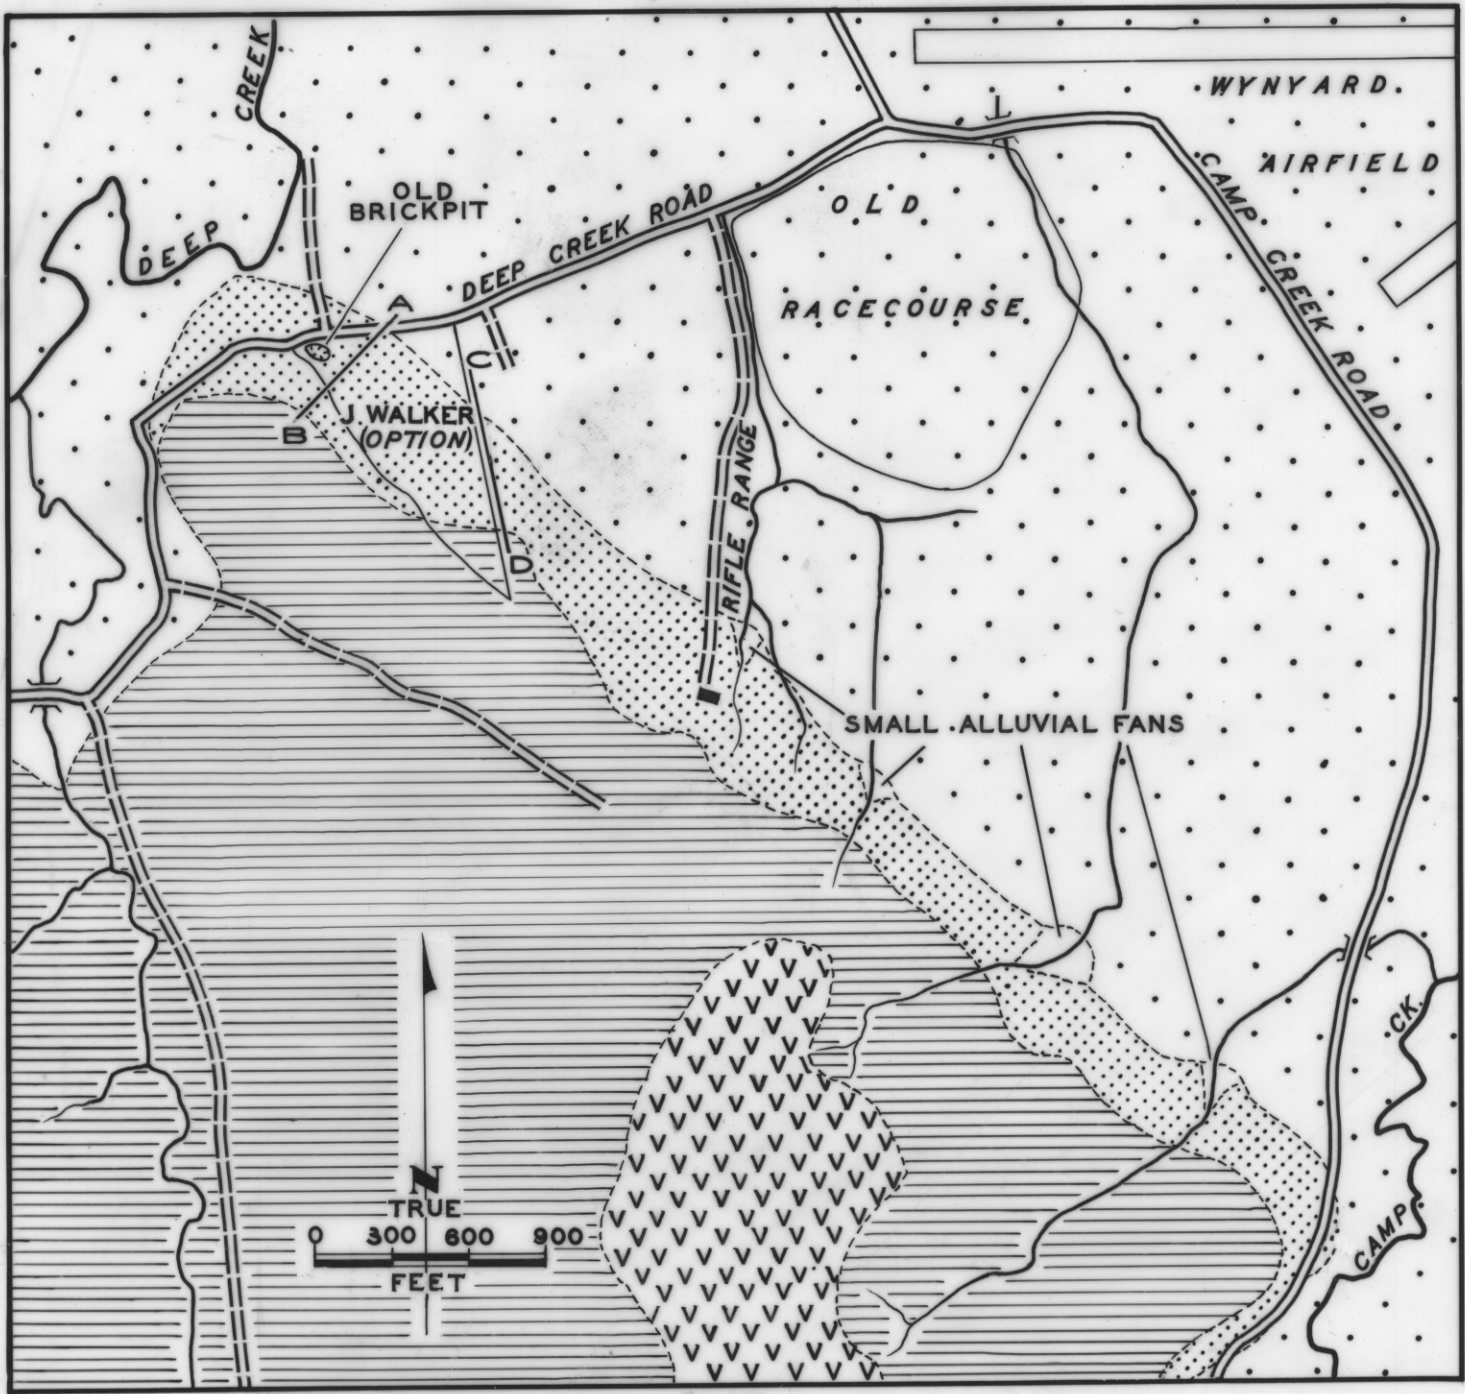 CREEK
DEEP
OLD
BRICKPIT
DEEP CREEK ROAD
WYNYARD
AIRFIELD
CAMP CREEK ROAD
OLD
RACECOURSE
A
B
C
D
J WALKER
(OPTION)
RIFLE RANGE
SMALL ALLUVIAL FANS
CK.
CAMP
N
TRUE
0 300 600 900
FEET